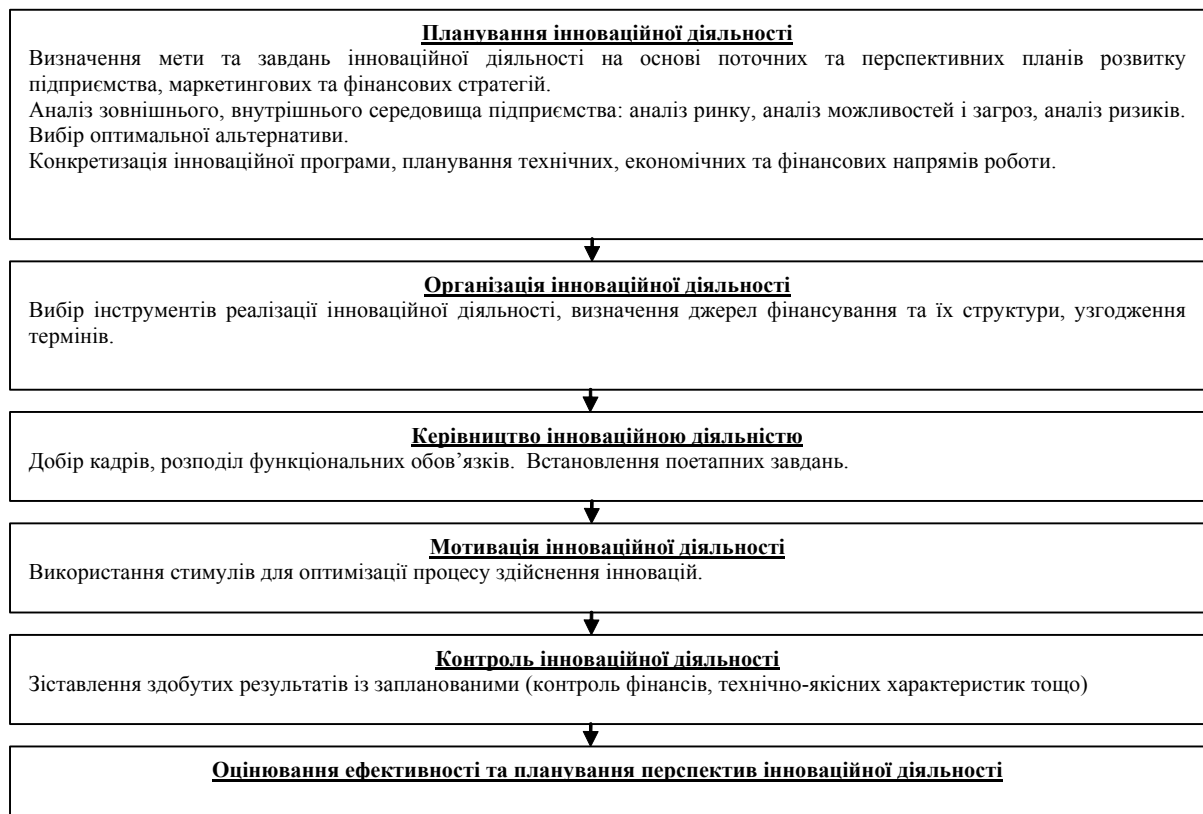 Планування інноваційної діяльності
Визначення мети та завдань інноваційної діяльності на основі поточних та перспективних планів розвитку
підприємства, маркетингових та фінансових стратегій.
Аналіз зовнішнього, внутрішнього середовища підприємства: аналіз ринку, аналіз можливостей і загроз, аналіз ризиків.
Вибір оптимальної альтернативи.
Конкретизація інноваційної програми, планування технічних, економічних та фінансових напрямів роботи.
Організація інноваційної діяльності
Вибір інструментів реалізації інноваційної діяльності, визначення джерел фінансування та їх структури, узгодження
термінів.
Керівництво інноваційною діяльністю
Добір кадрів, розподіл функціональних обов’язків. Встановлення поетапних завдань.
Мотивація інноваційної діяльності
Використання стимулів для оптимізації процесу здійснення інновацій.
Контроль інноваційної діяльності
Зіставлення здобутих результатів із запланованими (контроль фінансів, технічно-якісних характеристик тощо)
Оцінювання ефективності та планування перспектив інноваційної діяльності